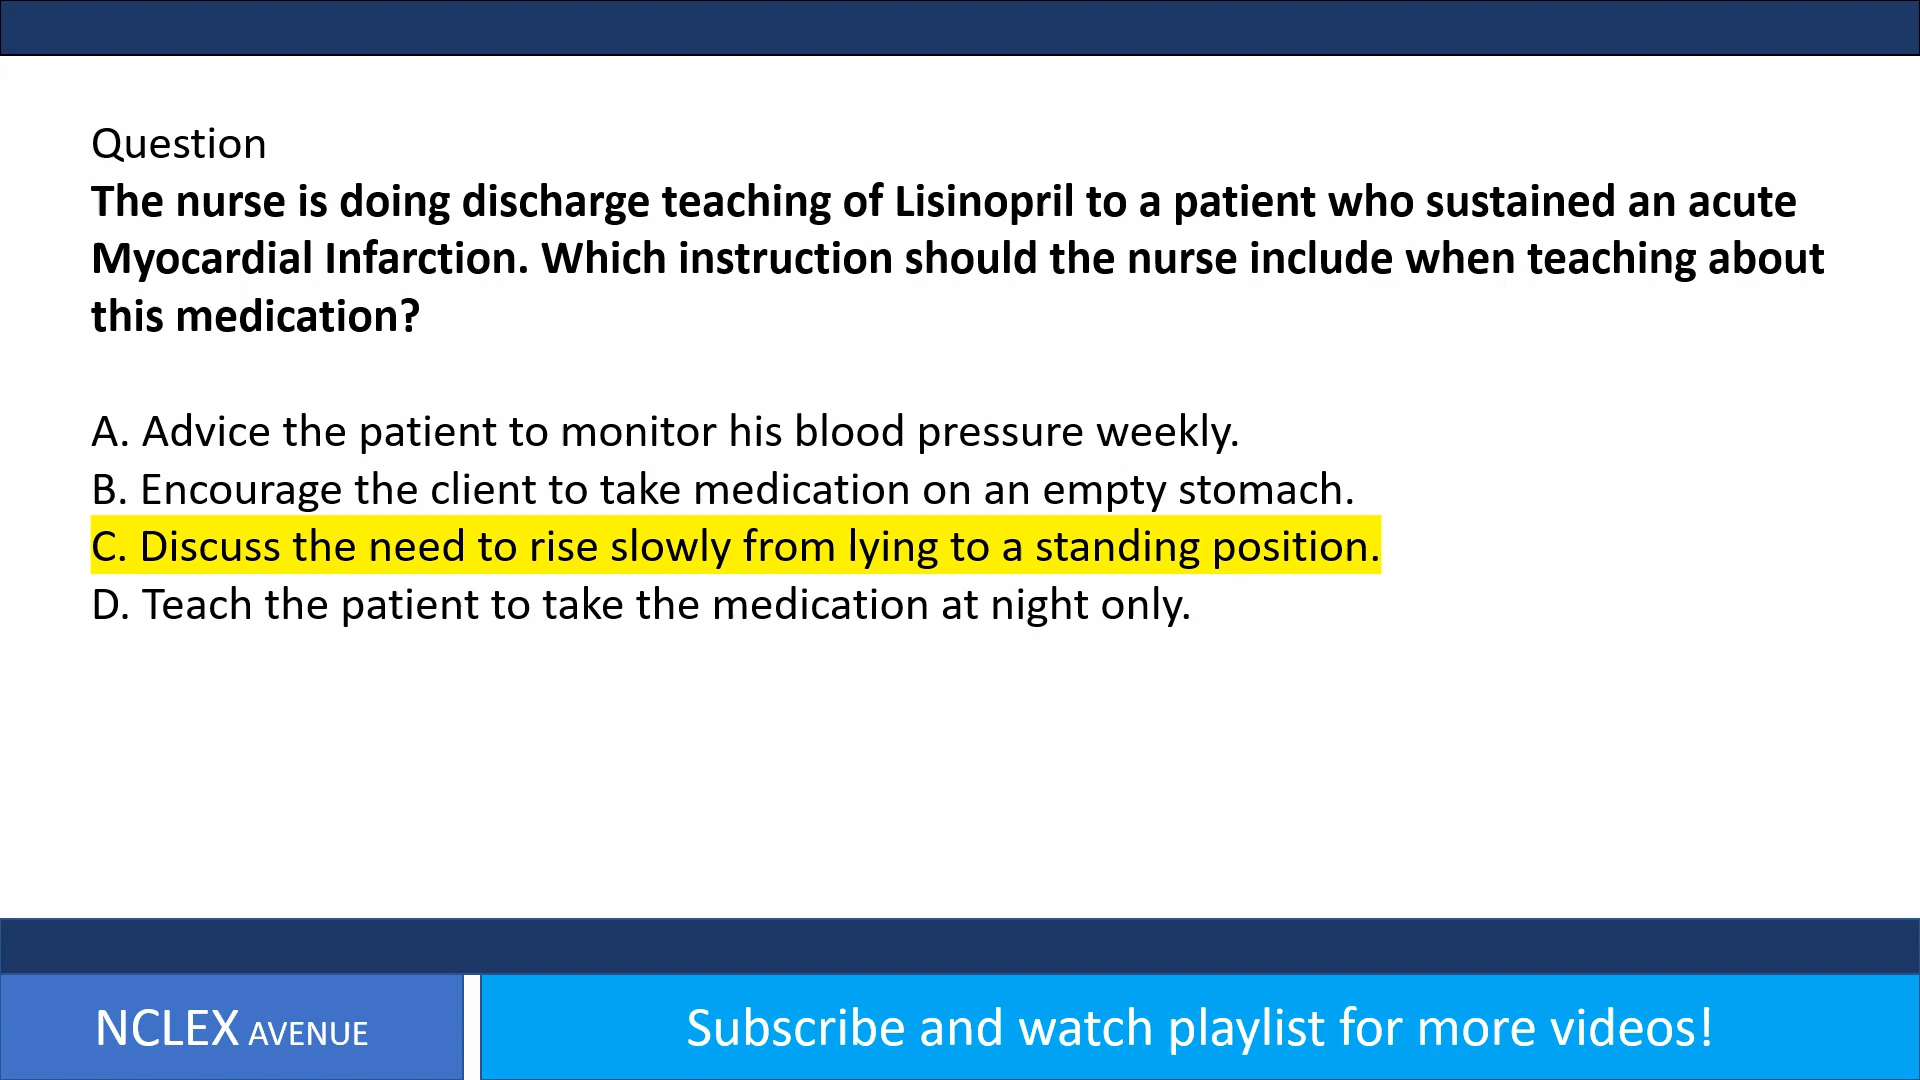 Question
The nurse is doing discharge teaching of Lisinopril to a patient who sustained an acute
Myocardial Infarction. Which instruction should the nurse include when teaching about
this medication?
A. Advice the patient to monitor his blood pressure weekly.
B. Encourage the client to take medication on an empty stomach.
C. Discuss the need to rise slowly from lying to a standing position.
D. Teach the patient to take the medication at night only.
NCLEX AVENUE
Subscribe and watch playlist for more videos!